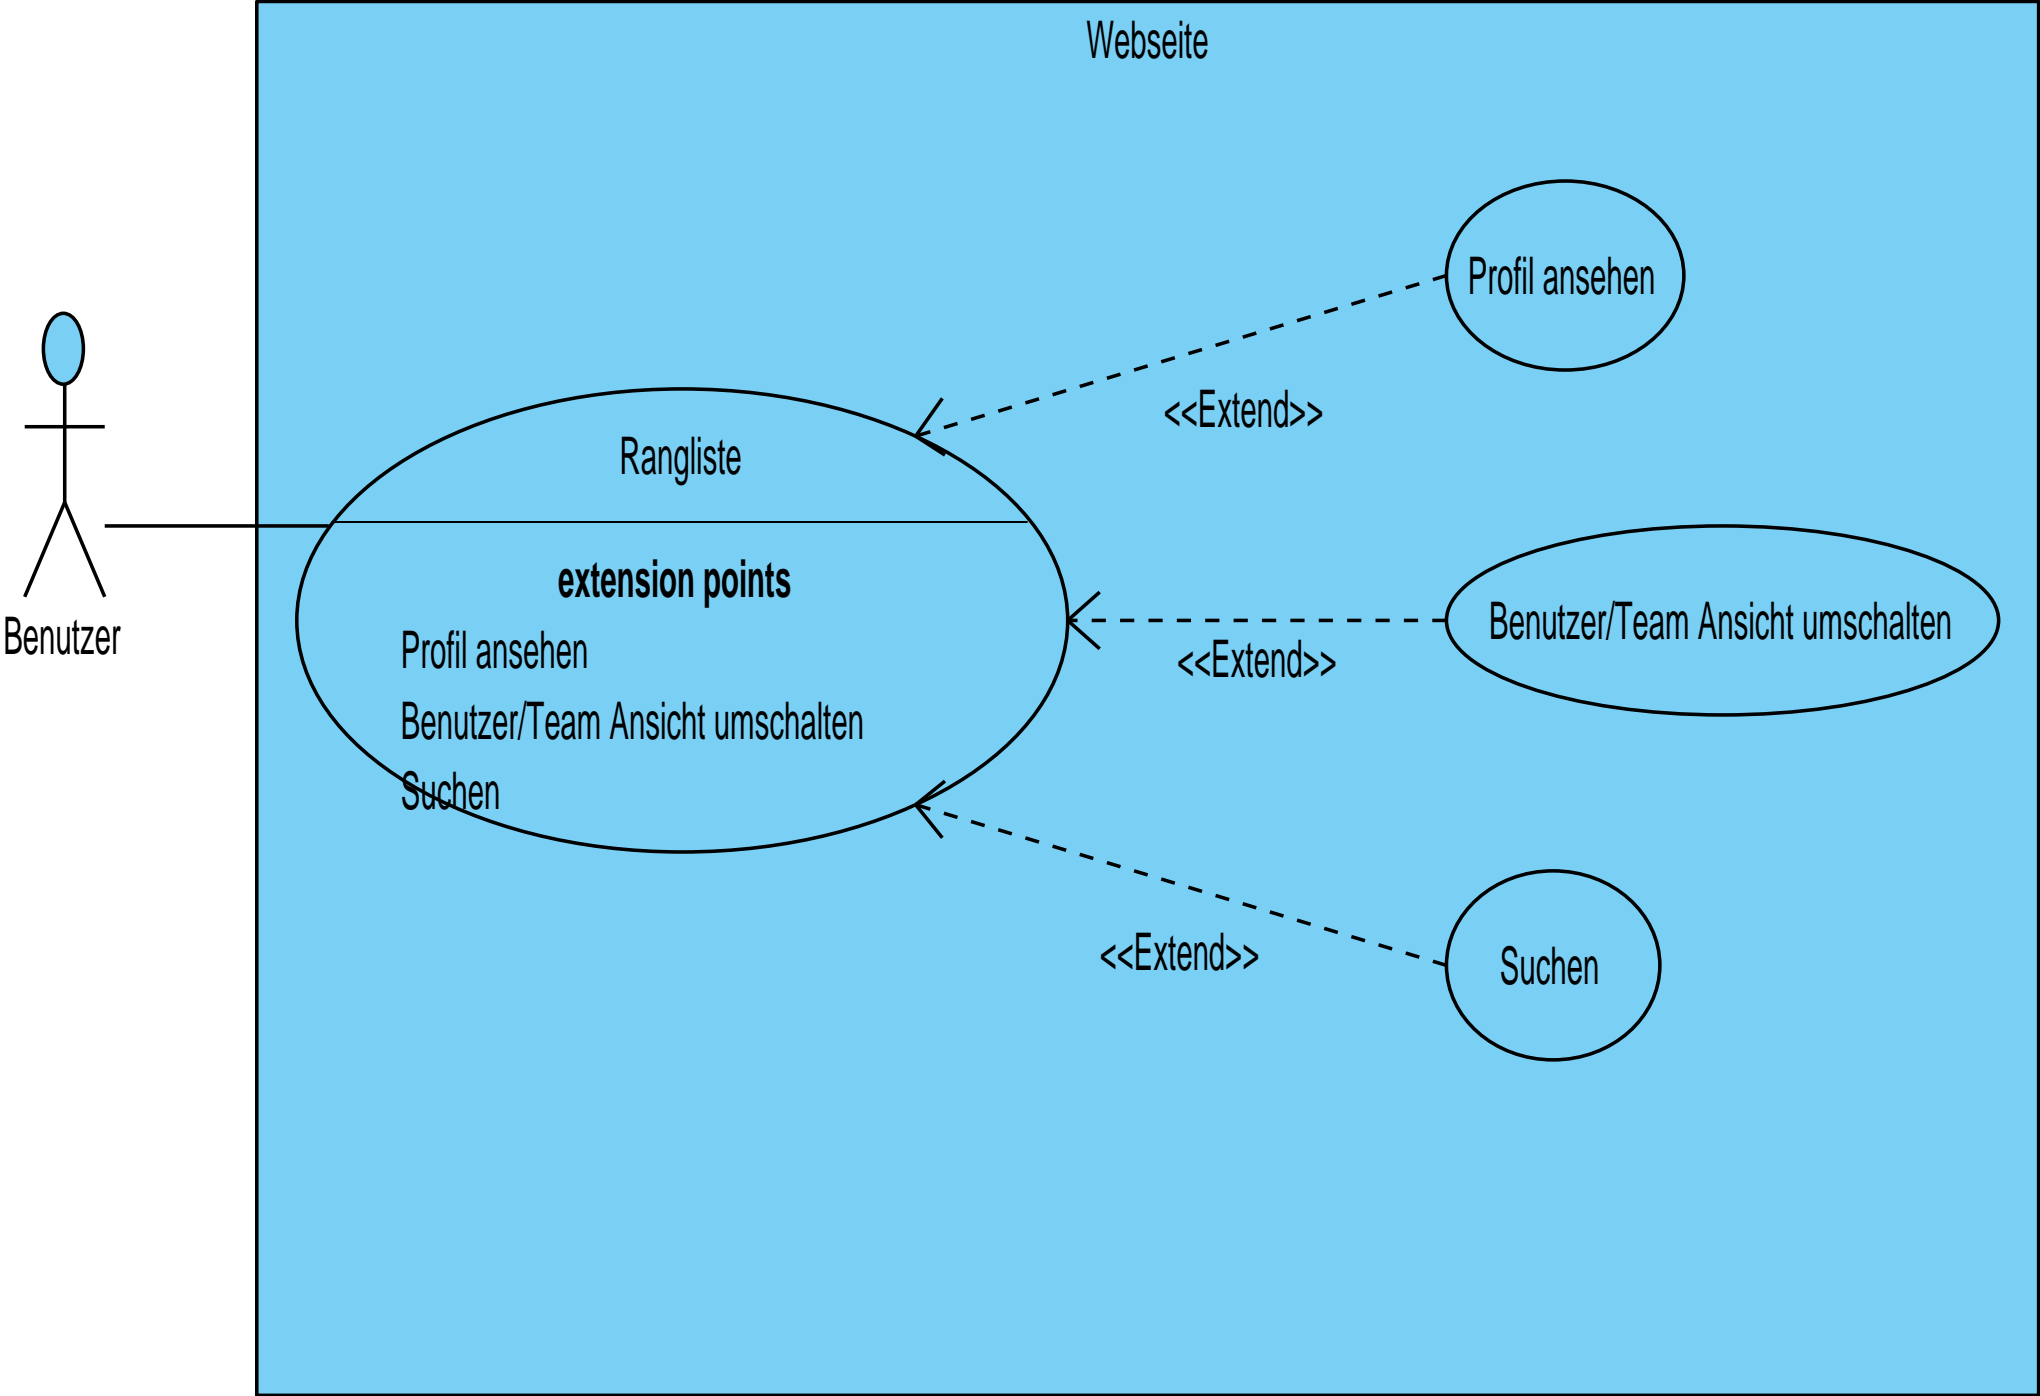 Webseite
Profil ansehen
<<Extend>>
Rangliste
extension points
Profil ansehen
Benutzer/Team Ansicht umschalten
Suchen
Benutzer
<<Extend>>
Benutzer/Team Ansicht umschalten
<<Extend>>
Suchen